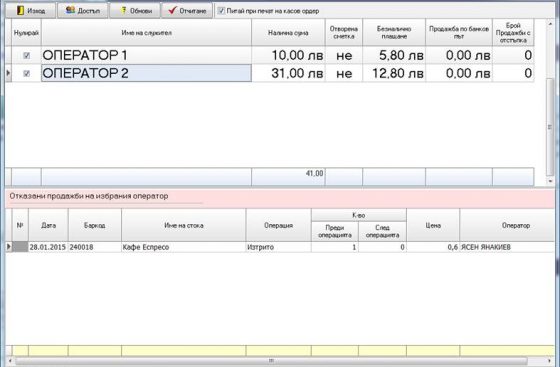 Изход Достъп Обнови Отчитане Питай при печат на касов ордер
Нулирай Име на служител Налична сума Отворена сметка Безналично плащане Продажба по банков път Брой Продажби с отстъпка
ОПЕРАТОР 1 10,00 лв не 5,80 лв 0,00 лв 0
ОПЕРАТОР 2 31,00 лв не 12,80 лв 0,00 лв 0
41,00
Отказани продажби на избрания оператор
№ Дата Баркод Име на стока Операция К-во Преди операцията След операцията Цена Оператор
28.01.2015 240018 Кафе Еспресо Изтрито 1 0 0,6 ЯСЕН ЯНАКИЕВ